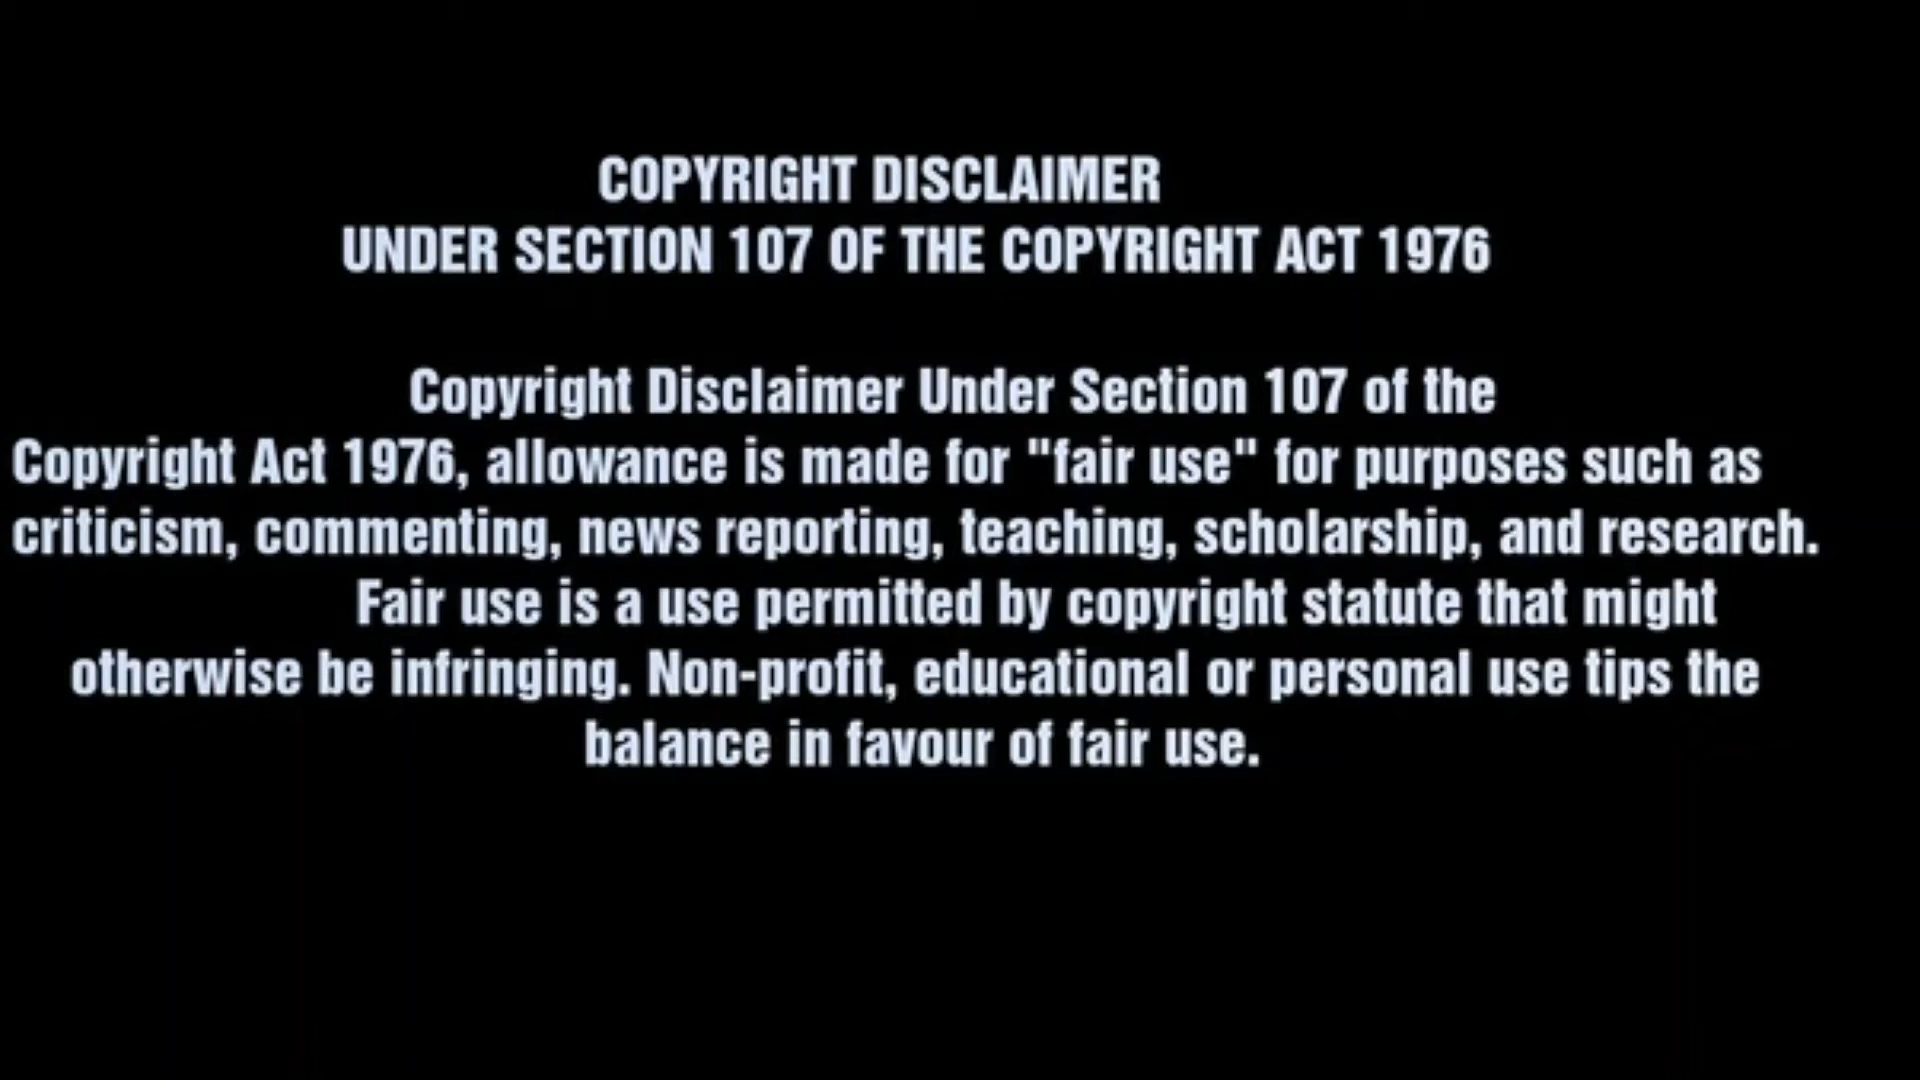 COPYRIGHT DISCLAIMER
UNDER SECTION 107 OF THE COPYRIGHT ACT 1976
Copyright Disclaimer Under Section 107 of the
Copyright Act 1976, allowance is made for "fair use" for purposes such as
criticism, commenting, news reporting, teaching, scholarship, and research.
Fair use is a use permitted by copyright statute that might
otherwise be infringing. Non-profit, educational or personal use tips the
balance in favour of fair use.